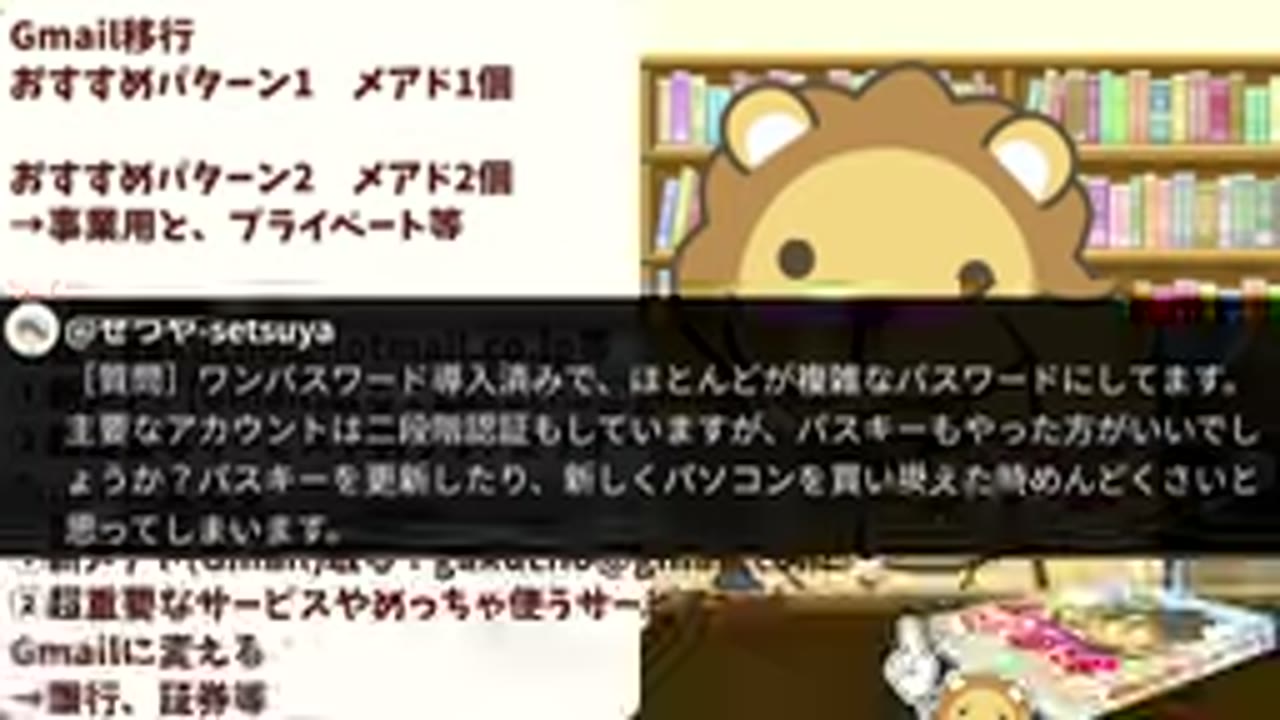 Gmail移行
おすすめパターン1　メアド1個
おすすめパターン2　メアド2個
→事業用と、プライベート等
@せつや-setsuya
［質問］ワンパスワード導入済みで、ほとんどが複雑なパスワードにしてます。
主要なアカウントは二段階認証もしていますが、パスキーもやった方がいいでし
ょうか？パスキーを更新したり、新しくパソコンを買い換えた時めんどくさいと
思ってしまいます。
②超重要なサービスやめっちゃ使うサー
Gmailに変える
→銀行、証券等